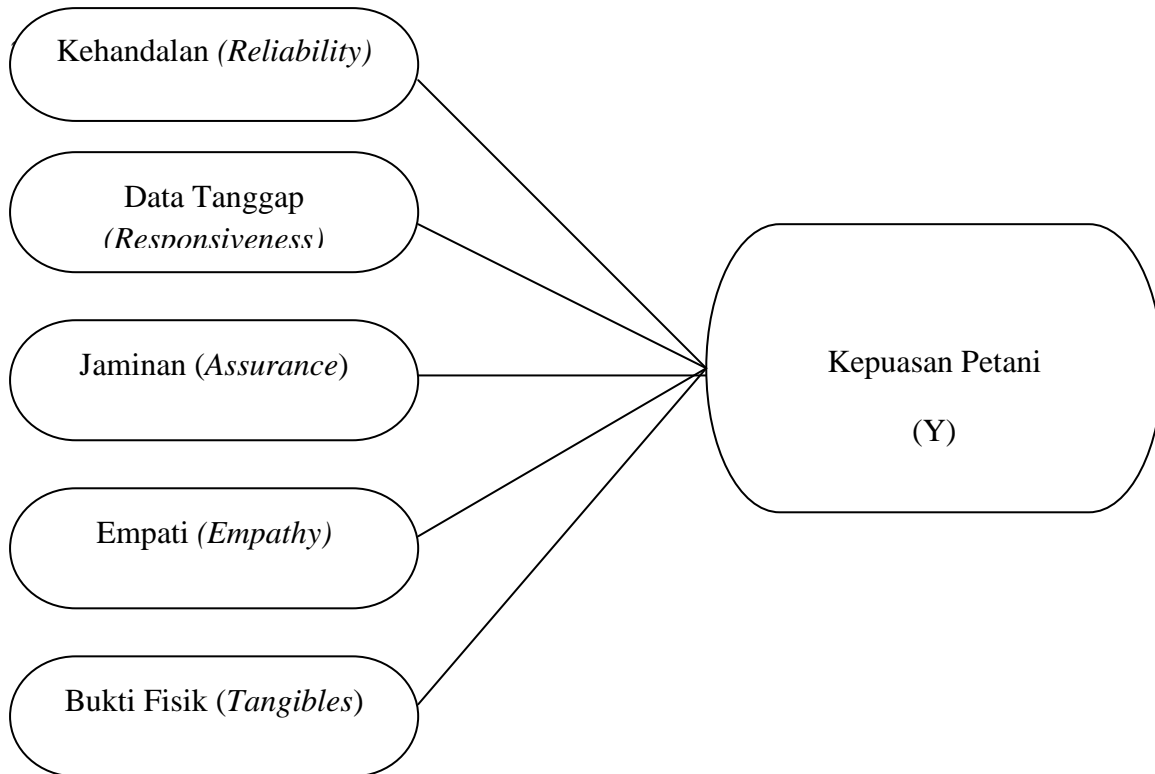 Kehandalan (Reliability)
Data Tanggap
(Responsiveness)
Jaminan (Assurance)
Empati (Empathy)
Bukti Fisik (Tangibles)
Kepuasan Petani
(Y)